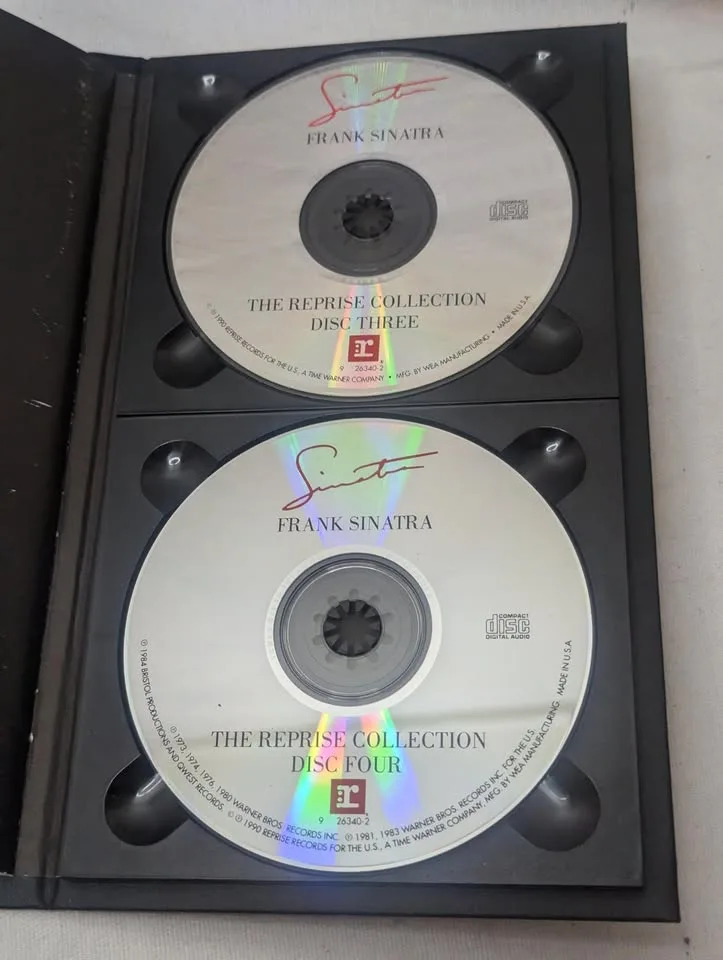 Sinatra
FRANK SINATRA
COMPACT
disc
DIGITAL AUDIO
THE REPRISE COLLECTION
DISC THREE
r
9 26340-2
℗ © 1990 REPRISE RECORDS FOR THE U.S., A TIME WARNER COMPANY • MFG. BY WEA MANUFACTURING • MADE IN U.S.A.
Sinatra
FRANK SINATRA
COMPACT
disc
DIGITAL AUDIO
THE REPRISE COLLECTION
DISC FOUR
r
9 26340-2
℗ 1984 BRISTOL PRODUCTIONS AND QWEST RECORDS.
℗ 1973, 1974, 1976, 1980 WARNER BROS. RECORDS INC. ℗ 1981, 1983 WARNER BROS. RECORDS INC. FOR THE U.S.
© ℗ 1990 REPRISE RECORDS FOR THE U.S., A TIME WARNER COMPANY. MFG. BY WEA MANUFACTURING. MADE IN U.S.A.